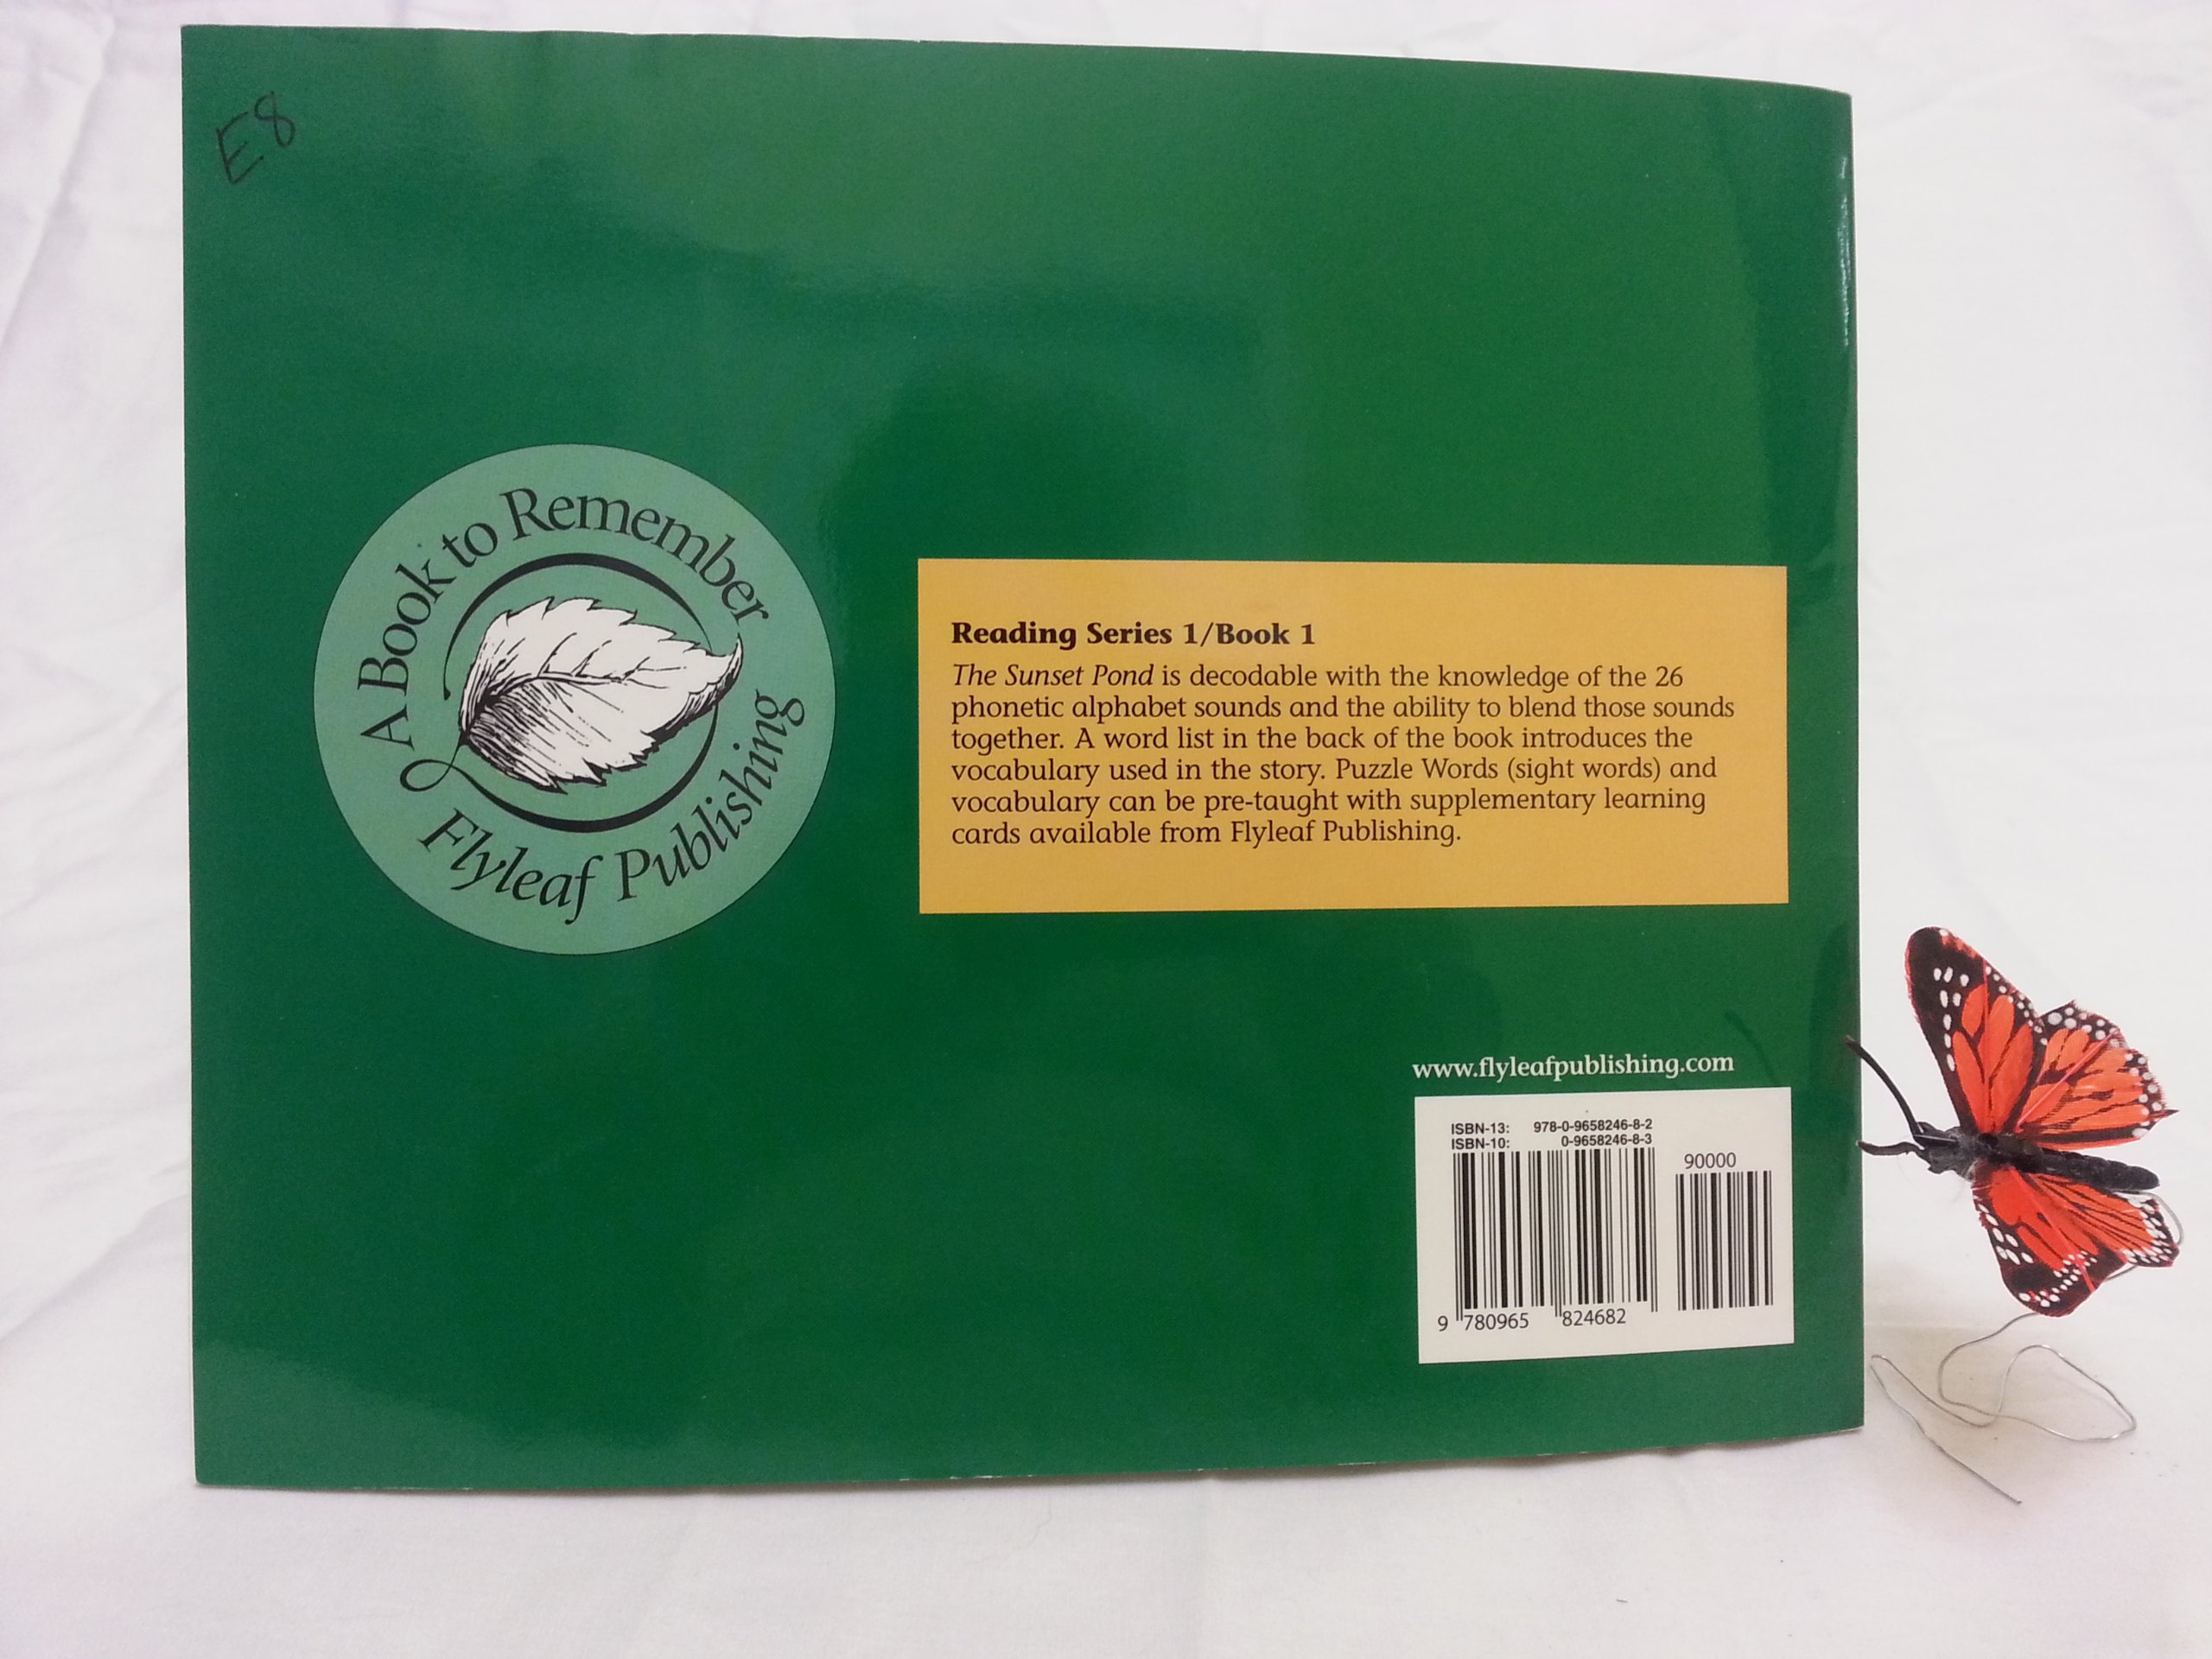 E8
A Book to Remember
Flyleaf Publishing
Reading Series 1/Book 1
The Sunset Pond is decodable with the knowledge of the 26
phonetic alphabet sounds and the ability to blend those sounds
together. A word list in the back of the book introduces the
vocabulary used in the story. Puzzle Words (sight words) and
vocabulary can be pre-taught with supplementary learning
cards available from Flyleaf Publishing.
www.flyleafpublishing.com
ISBN-13: 978-0-9658246-8-2
ISBN-10: 0-9658246-8-3
90000
9 780965 824682